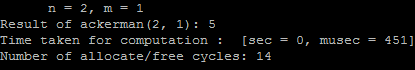 n = 2, m = 1
Result of ackerman(2, 1): 5
Time taken for computation :  [sec = 0, musec = 451]
Number of allocate/free cycles: 14